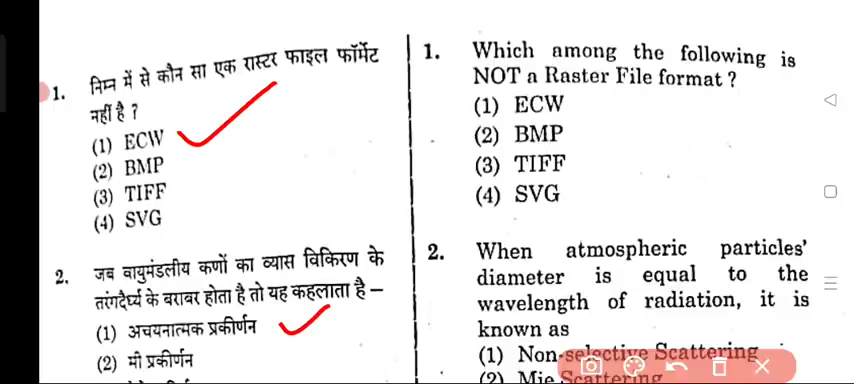 1. निम्न में से कौन सा एक रास्टर फाइल फॉर्मेट
नहीं है ?
(1) ECW
(2) BMP
(3) TIFF
(4) SVG
2. जब वायुमंडलीय कणों का व्यास विकिरण के
तरंगदैर्घ्य के बराबर होता है तो यह कहलाता है –
(1) अचयनात्मक प्रकीर्णन
(2) मी प्रकीर्णन
1. Which among the following is
NOT a Raster File format ?
(1) ECW
(2) BMP
(3) TIFF
(4) SVG
2. When atmospheric particles'
diameter is equal to the
wavelength of radiation, it is
known as
(1) Non-selective Scattering
(2) Mie Scattering